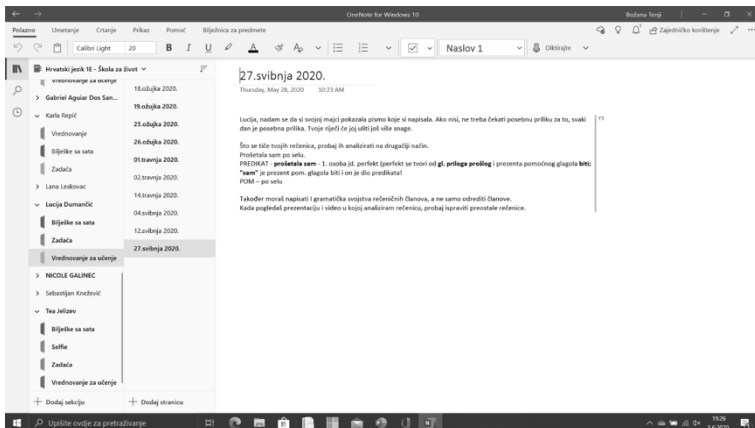 OneNote for Windows 10
Božana Tenji
Polazno Umetanje Crtanje Prikaz Pomoć Bilježnica za predmete
Zajedničko korištenje
Calibri Light 20 B I U A Naslov 1 Diktirajte
Hrvatski jezik 1E - Škola za život
Vrednovanje za učenje
Gabriel Aguiar Dos San...
Karla Repić
Vrednovanje
Bilješke sa sata
Zadaća
Lana Leskovac
Lucija Dumančić
Bilješke sa sata
Zadaća
Vrednovanje za učenje
NICOLE GALINEC
Sebastijan Knežević
Tea Jelizev
Bilješke sa sata
Selfie
Zadaća
Vrednovanje za učenje
Dodaj sekciju
18.ožujka 2020.
19.ožujka 2020.
25.ožujka 2020.
26.ožujka 2020.
01.travnja 2020.
02.travnja 2020.
14.travnja 2020.
04.svibnja 2020.
12.svibnja 2020.
27.svibnja 2020.
Dodaj stranicu
27.svibnja 2020.
Thursday, May 28, 2020 10:23 AM
Lucija, nadam se da si svojoj majci pokazala pismo koje si napisala. Ako nisi, ne treba čekati posebnu priliku za to, svaki
dan je posebna prilika. Tvoje riječi će joj uliti još više snage.
Što se tiče tvojih rečenica, probaj ih analizirati na drugačiji način.
Prošetala sam po selu.
PREDIKAT - prošetala sam - 1. osoba jd. perfekt (perfekt se tvori od gl. priloga prošlog i prezenta pomoćnog glagola biti;
"sam" je prezent pom. glagola biti i on je dio predikata!
POM – po selu
Također moraš napisati I gramatička svojstva rečeničnih članova, a ne samo odrediti članove.
Kada pogledaš prezentaciju i video u kojoj analiziram rečenicu, probaj ispraviti preostale rečenice.
TT
Upišite ovdje za pretraživanje
19:26
5.6.2020.